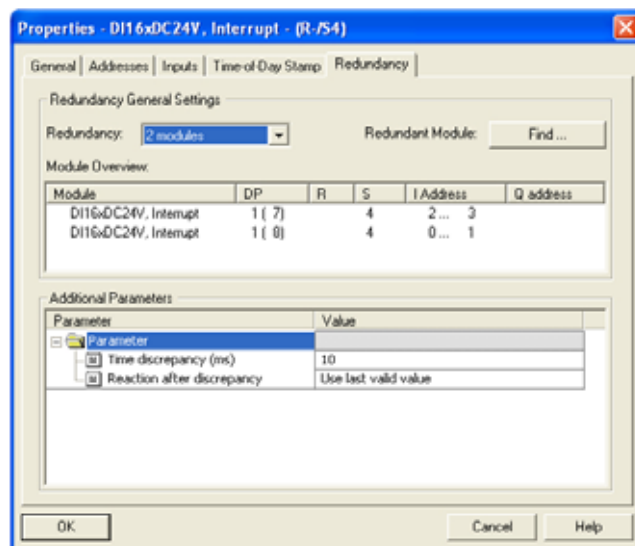 Properties - DI16xDC24V, Interrupt - (R-/S4)
General Addresses Inputs Time-of-Day Stamp Redundancy
Redundancy General Settings
Redundancy: 2 modules Redundant Module: Find ...
Module Overview:
Module DP R S I Address Q address
DI16xDC24V, Interrupt 1 ( 7) 4 2 ... 3
DI16xDC24V, Interrupt 1 ( 8) 4 0 ... 1
Additional Parameters
Parameter Value
Parameter
Time discrepancy (ms) 10
Reaction after discrepancy Use last valid value
OK Cancel Help